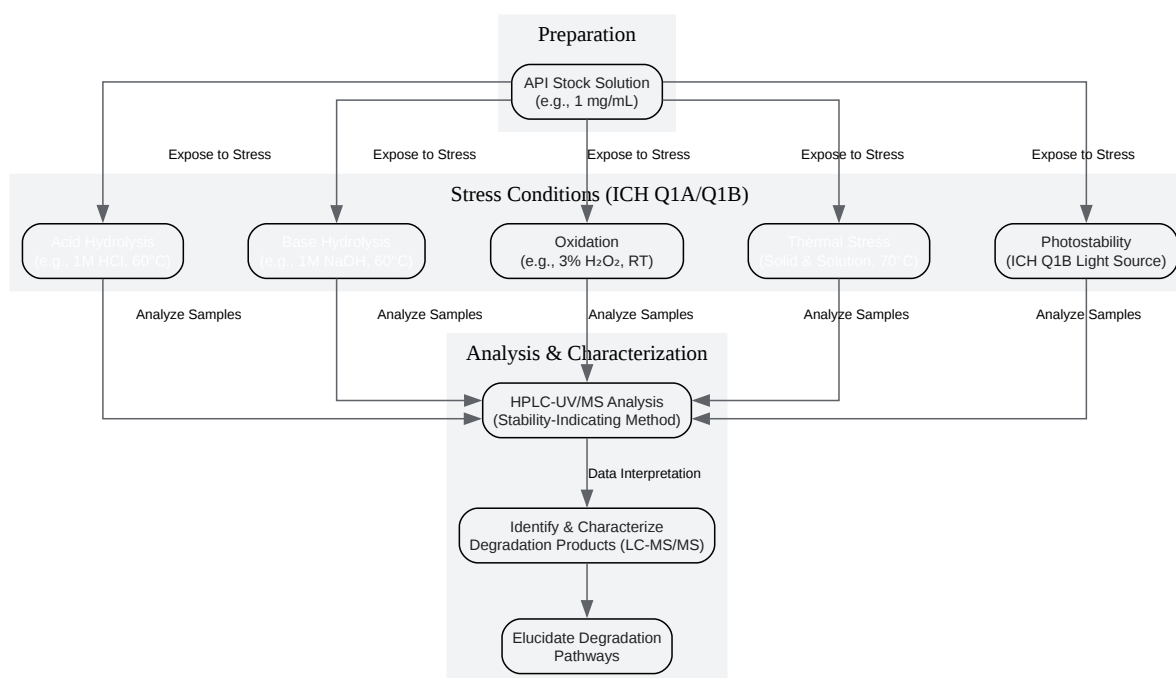 Preparation
API Stock Solution
(e.g., 1 mg/mL)
Expose to Stress
Expose to Stress
Expose to Stress
Expose to Stress
Expose to Stress
Stress Conditions (ICH Q1A/Q1B)
Acid Hydrolysis
(e.g., 1M HCl, 60°C)
Base Hydrolysis
(e.g., 1M NaOH, 60°C)
Oxidation
(e.g., 3% H₂O₂, RT)
Thermal Stress
(Solid & Solution, 70°C)
Photostability
(ICH Q1B Light Source)
Analyze Samples
Analyze Samples
Analyze Samples
Analyze Samples
Analyze Samples
Analysis & Characterization
HPLC-UV/MS Analysis
(Stability-Indicating Method)
Data Interpretation
Identify & Characterize
Degradation Products (LC-MS/MS)
Elucidate Degradation
Pathways